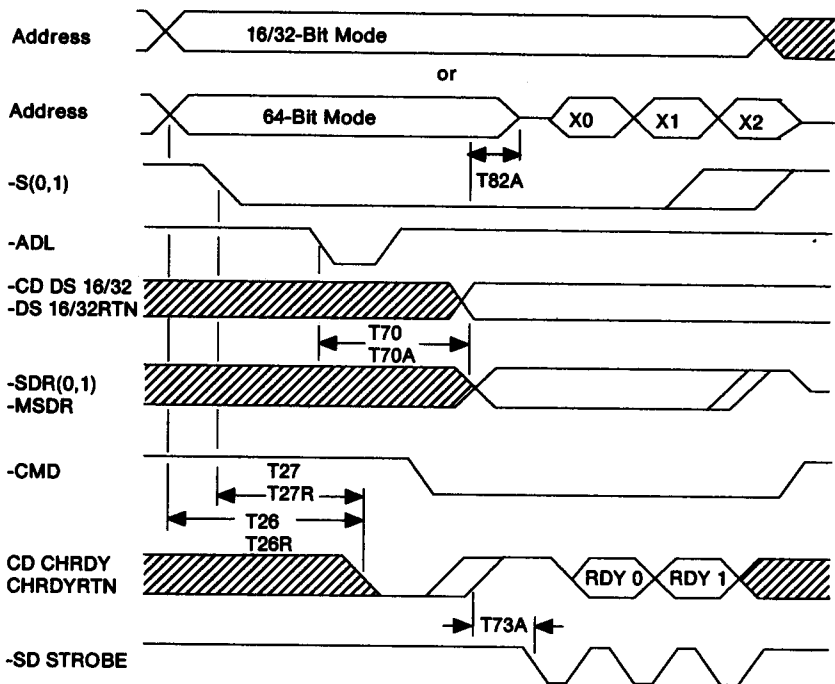 Address
16/32-Bit Mode
or
Address
64-Bit Mode
X0
X1
X2
-S(0,1)
T82A
-ADL
-CD DS 16/32
-DS 16/32RTN
T70
T70A
-SDR(0,1)
-MSDR
-CMD
T27
T27R
T26
T26R
CD CHRDY
CHRDYRTN
RDY 0
RDY 1
T73A
-SD STROBE